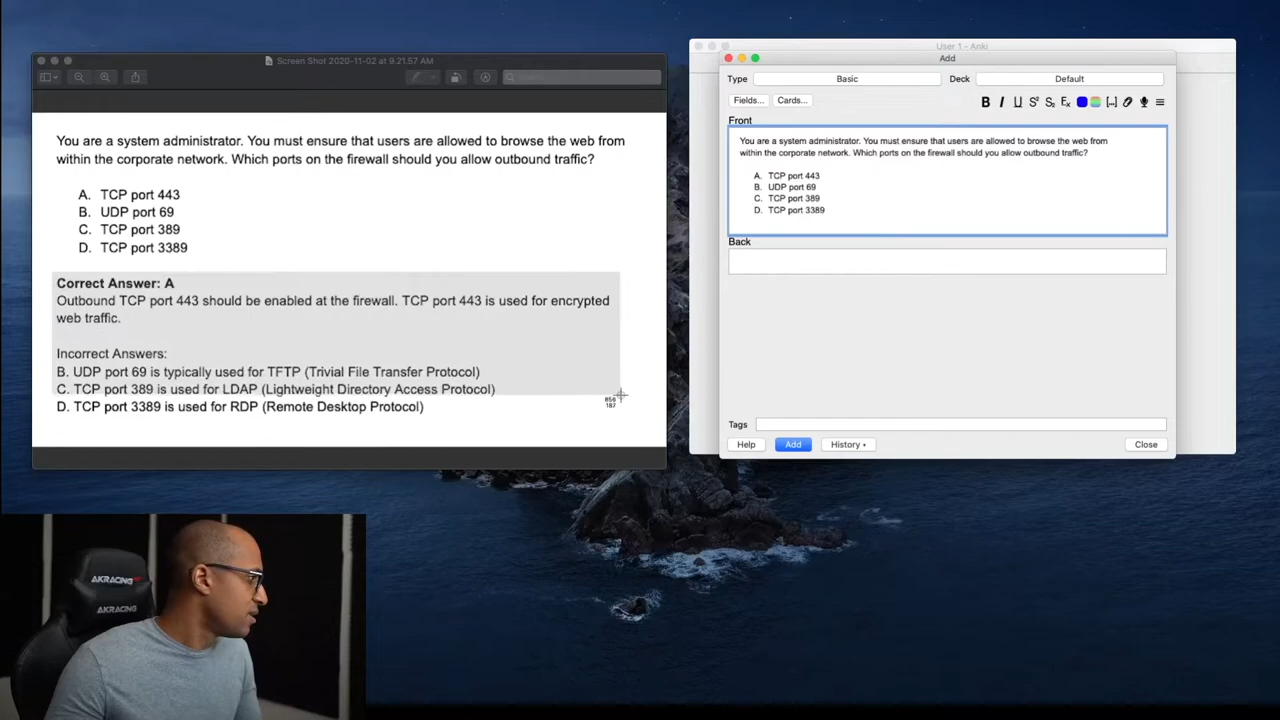 Screen Shot 2020-11-02 at 9.21.57 AM
You are a system administrator. You must ensure that users are allowed to browse the web from
within the corporate network. Which ports on the firewall should you allow outbound traffic?
A. TCP port 443
B. UDP port 69
C. TCP port 389
D. TCP port 3389
Correct Answer: A
Outbound TCP port 443 should be enabled at the firewall. TCP port 443 is used for encrypted
web traffic.
Incorrect Answers:
B. UDP port 69 is typically used for TFTP (Trivial File Transfer Protocol)
C. TCP port 389 is used for LDAP (Lightweight Directory Access Protocol)
D. TCP port 3389 is used for RDP (Remote Desktop Protocol)
187
User 1 - Anki
Add
Type Basic Deck Default
Fields... Cards...
Front
You are a system administrator. You must ensure that users are allowed to browse the web from
within the corporate network. Which ports on the firewall should you allow outbound traffic?
A. TCP port 443
B. UDP port 69
C. TCP port 389
D. TCP port 3389
Back
Tags
Help Add History Close
AKRACING
AKRACING